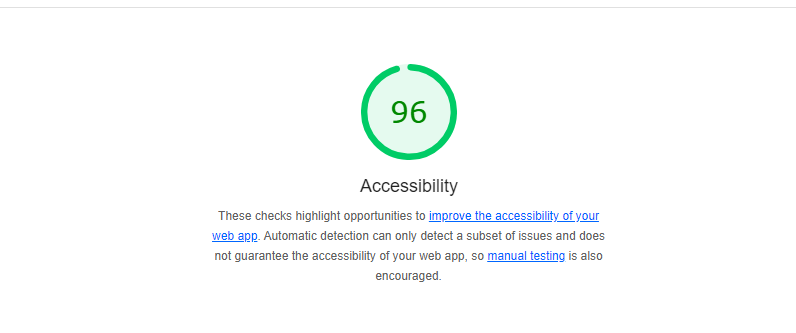 96
Accessibility
These checks highlight opportunities to improve the accessibility of your
web app. Automatic detection can only detect a subset of issues and does
not guarantee the accessibility of your web app, so manual testing is also
encouraged.